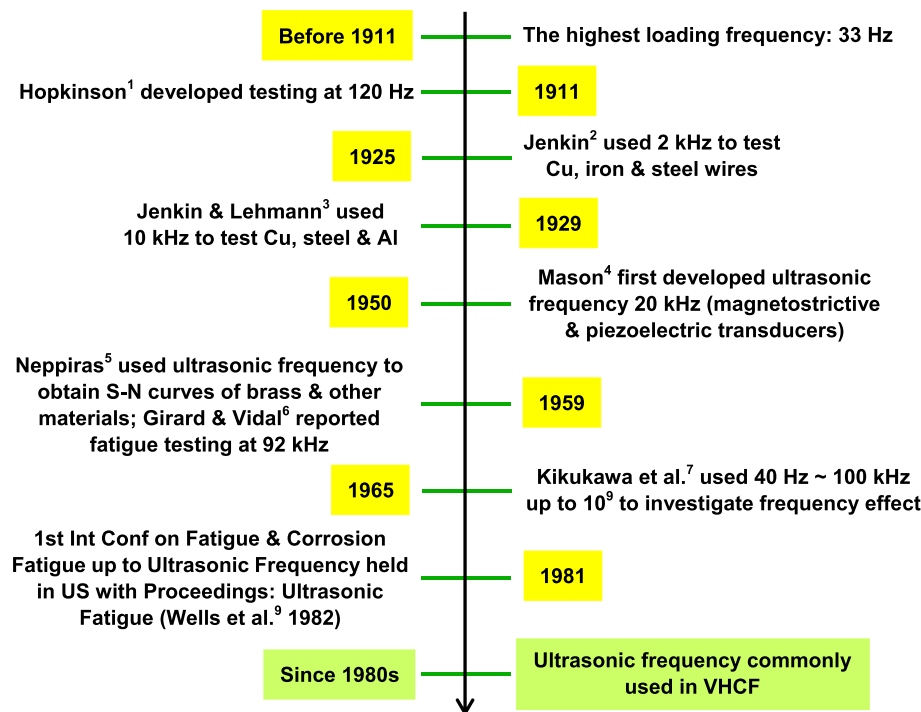 Before 1911
The highest loading frequency: 33 Hz
Hopkinson¹ developed testing at 120 Hz
1911
1925
Jenkin² used 2 kHz to test
Cu, iron & steel wires
Jenkin & Lehmann³ used
10 kHz to test Cu, steel & Al
1929
1950
Mason⁴ first developed ultrasonic
frequency 20 kHz (magnetostrictive
& piezoelectric transducers)
Neppiras⁵ used ultrasonic frequency to
obtain S-N curves of brass & other
materials; Girard & Vidal⁶ reported
fatigue testing at 92 kHz
1959
1965
Kikukawa et al.⁷ used 40 Hz ~ 100 kHz
up to 10⁹ to investigate frequency effect
1st Int Conf on Fatigue & Corrosion
Fatigue up to Ultrasonic Frequency held
in US with Proceedings: Ultrasonic
Fatigue (Wells et al.⁹ 1982)
1981
Since 1980s
Ultrasonic frequency commonly
used in VHCF